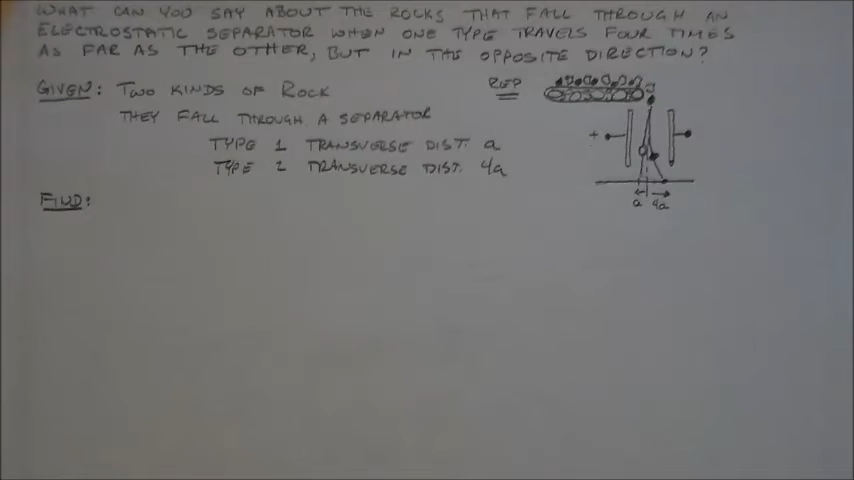 WHAT CAN YOU SAY ABOUT THE ROCKS THAT FALL THROUGH AN
ELECTROSTATIC SEPARATOR WHEN ONE TYPE TRAVELS FOUR TIMES
AS FAR AS THE OTHER, BUT IN THE OPPOSITE DIRECTION?
GIVEN: TWO KINDS OF ROCK
THEY FALL THROUGH A SEPARATOR
TYPE 1 TRANSVERSE DIST. a
TYPE 2 TRANSVERSE DIST. 4a
FIND:
REP
+ -
a 4a